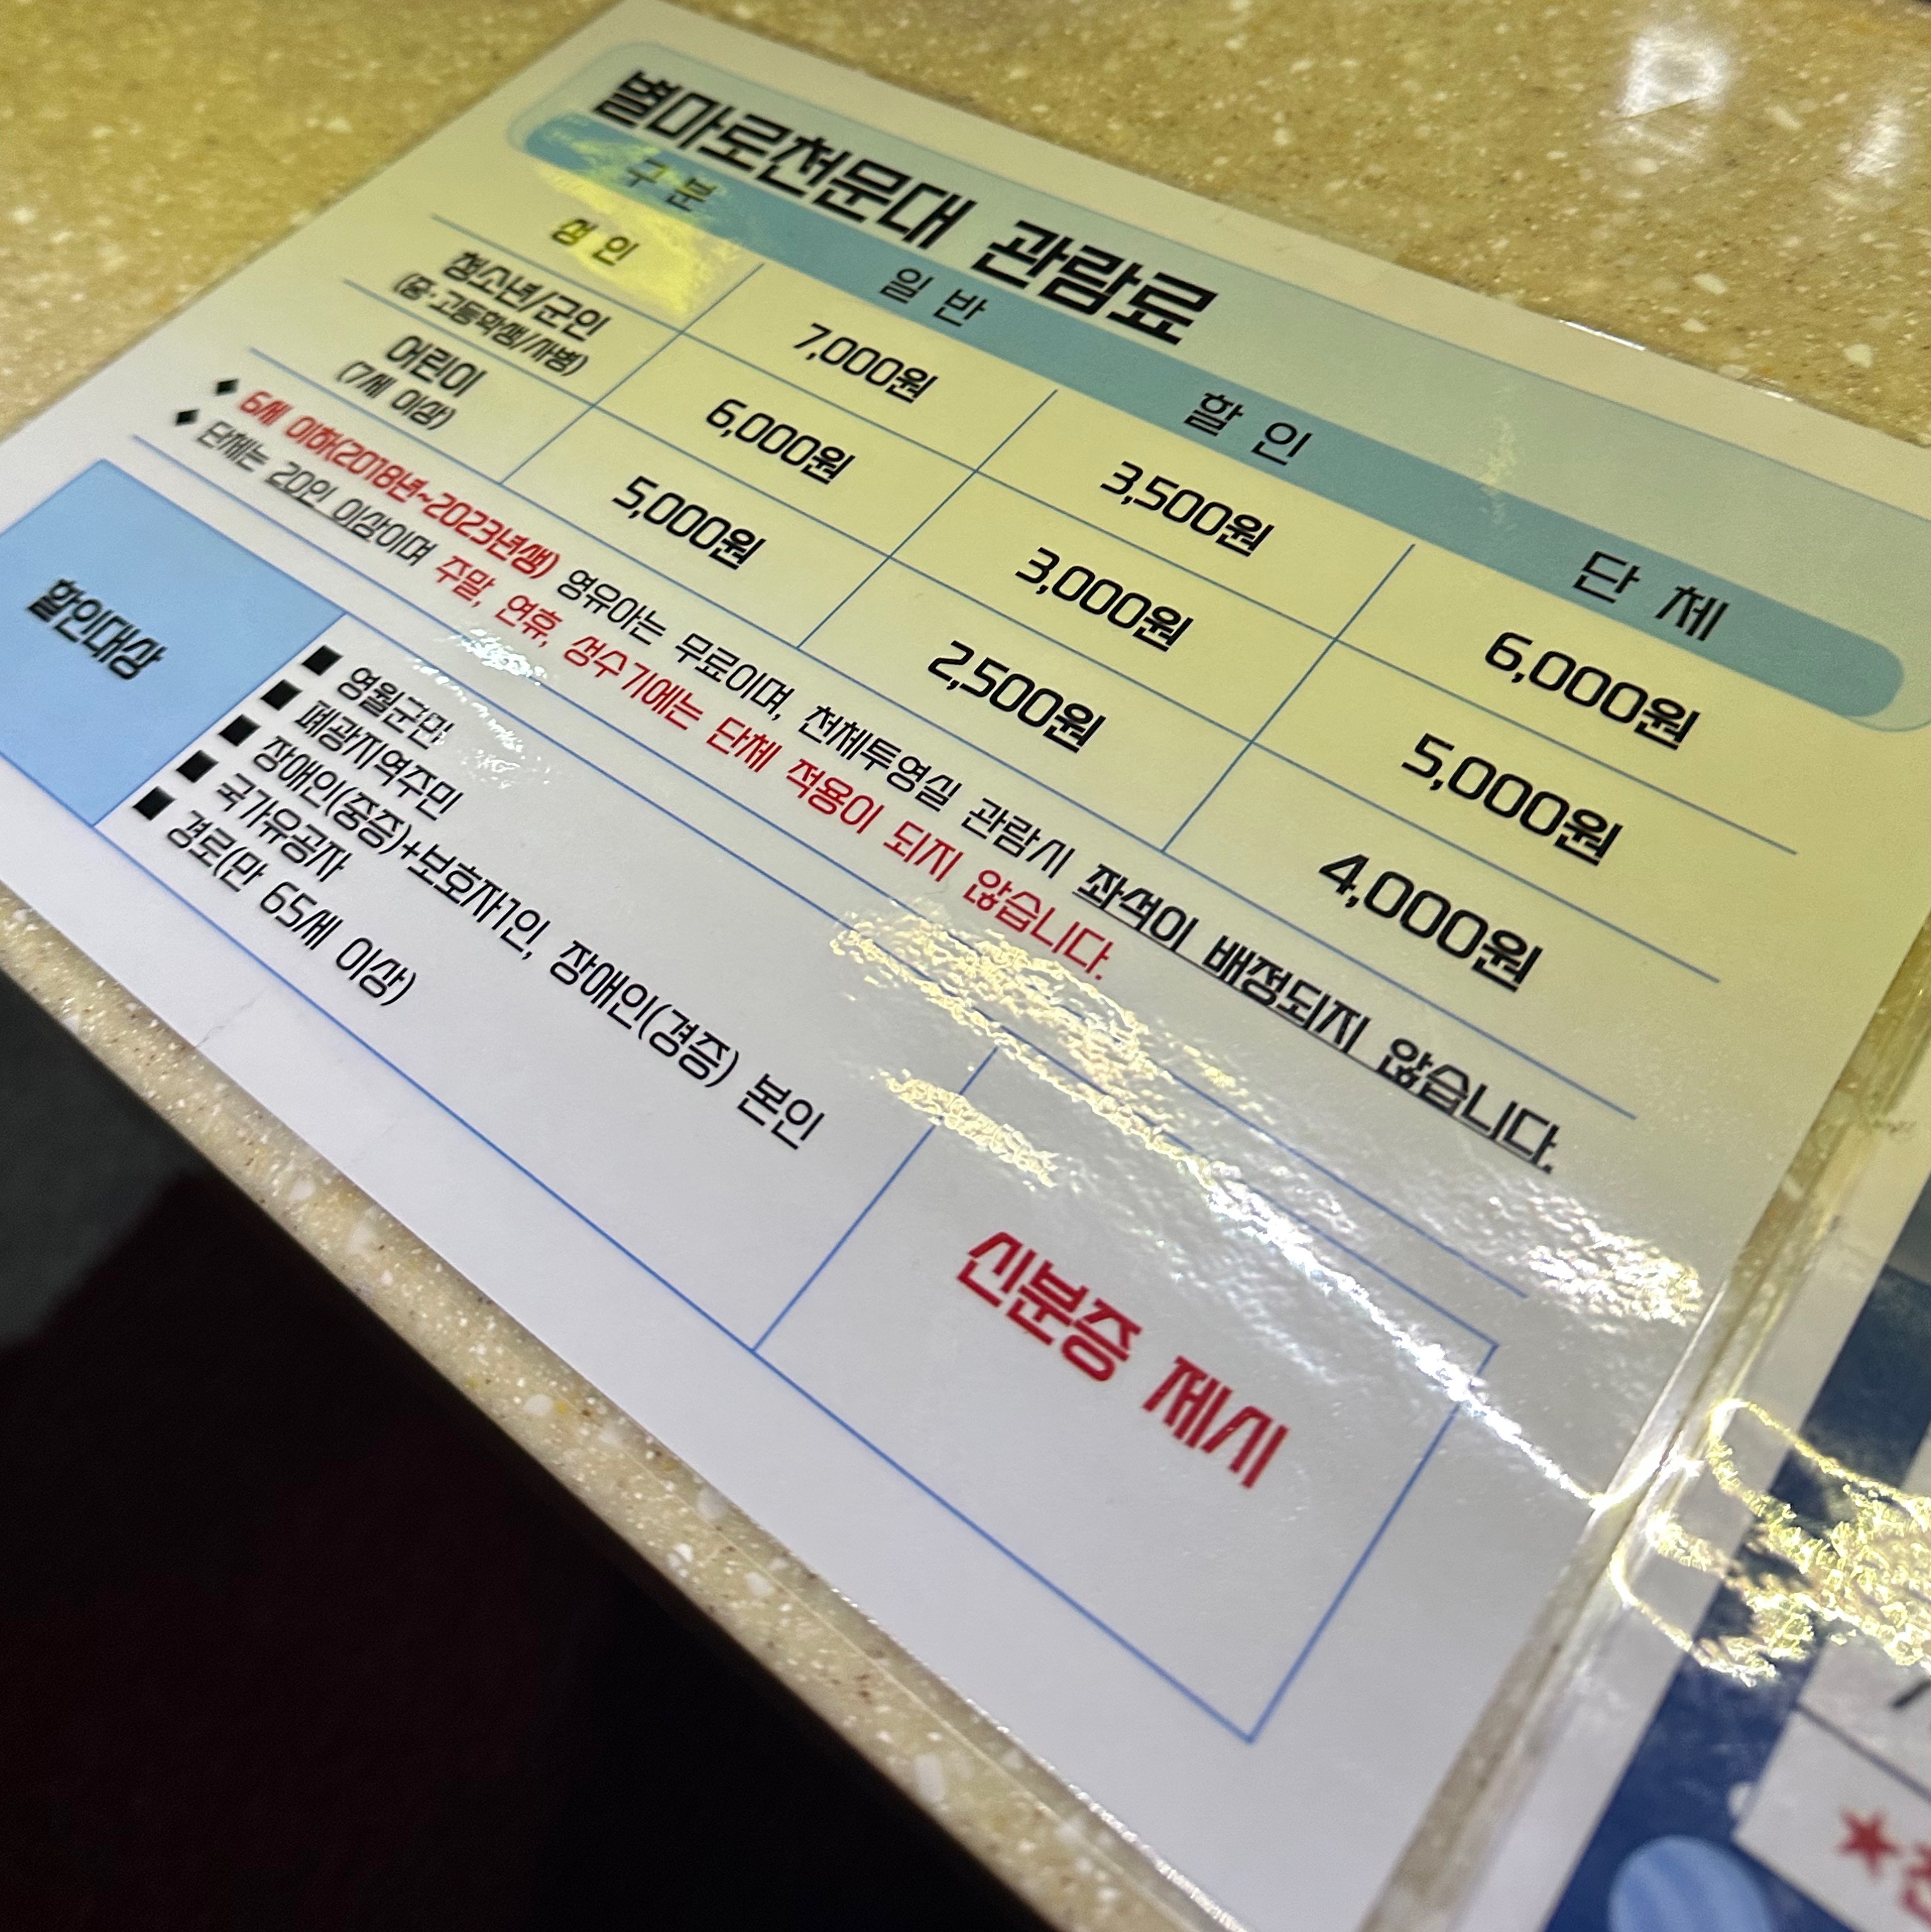 별마로천문대 관람료
구 분 일 반 할 인 단 체
성 인 7,000원 3,500원 6,000원
청소년/군인
(중·고등학생/사병) 6,000원 3,000원 5,000원
어린이
(7세 이상) 5,000원 2,500원 4,000원
◆ 6세 이하(2018년~2023년생) 영유아는 무료이며, 천체투영실 관람시 좌석이 배정되지 않습니다.
◆ 단체는 20인 이상이며 주말, 연휴, 성수기에는 단체 적용이 되지 않습니다.
할인대상
■ 영월군민
■ 폐광지역주민
■ 장애인(중증)+보호자1인, 장애인(경증) 본인
■ 국가유공자
■ 경로(만 65세 이상)
신분증 제시